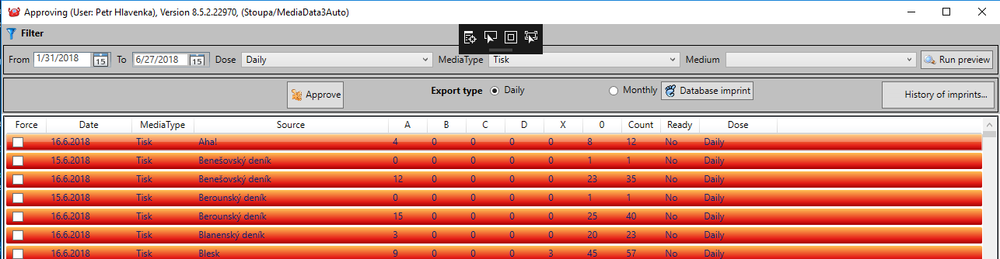 Approving (User: Petr Hlavenka), Version 8.5.2.22970, (Stoupa/MediaData3Auto)
Filter
From 1/31/2018 15 To 6/27/2018 15 Dose Daily MediaType Tisk Medium Run preview
Approve Export type Daily Monthly Database imprint History of imprints...
Force Date MediaType Source A B C D X 0 Count Ready Dose
16.6.2018 Tisk Aha! 4 0 0 0 0 8 12 No Daily
15.6.2018 Tisk Benešovský deník 0 0 0 0 0 1 1 No Daily
16.6.2018 Tisk Benešovský deník 12 0 0 0 0 23 35 No Daily
15.6.2018 Tisk Berounský deník 0 0 0 0 0 1 1 No Daily
16.6.2018 Tisk Berounský deník 15 0 0 0 0 25 40 No Daily
16.6.2018 Tisk Blanenský deník 3 0 0 0 0 20 23 No Daily
16.6.2018 Tisk Blesk 9 0 0 0 3 45 57 No Daily